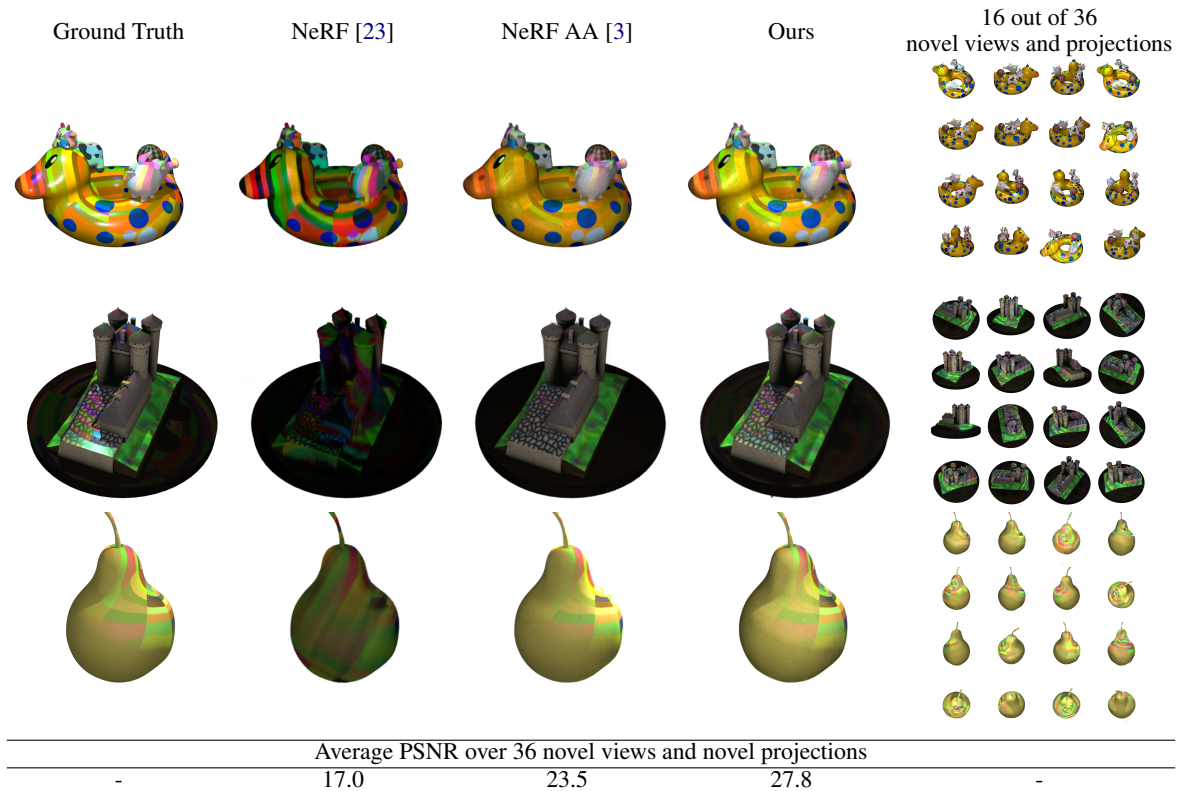 Ground Truth NeRF [23] NeRF AA [3] Ours 16 out of 36
novel views and projections
Average PSNR over 36 novel views and novel projections
- 17.0 23.5 27.8 -